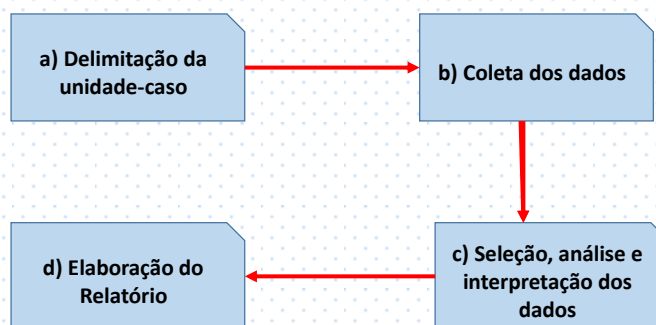 a) Delimitação da
unidade-caso
b) Coleta dos dados
c) Seleção, análise e
interpretação dos
dados
d) Elaboração do
Relatório